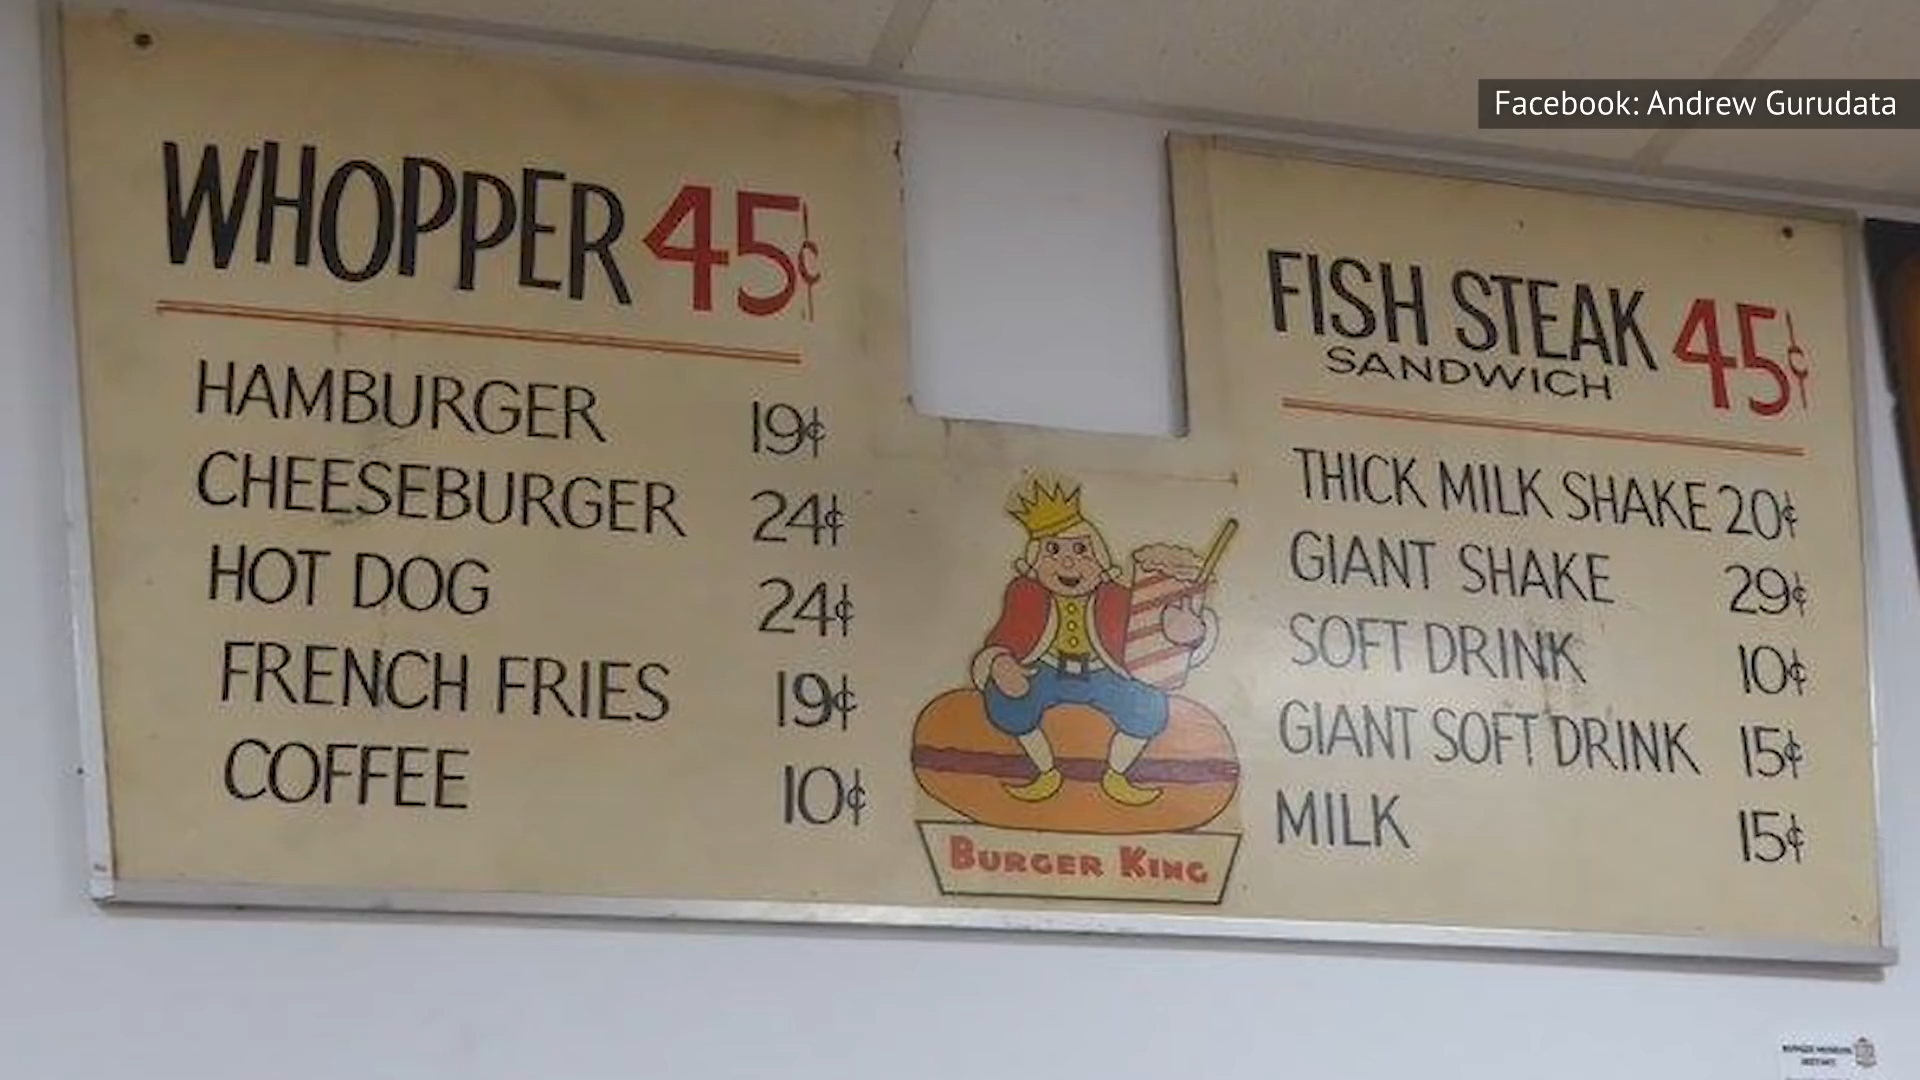 Facebook: Andrew Gurudata
WHOPPER 45¢
HAMBURGER 19¢
CHEESEBURGER 24¢
HOT DOG 24¢
FRENCH FRIES 19¢
COFFEE 10¢
BURGER KING
FISH STEAK 45¢
SANDWICH
THICK MILK SHAKE 20¢
GIANT SHAKE 29¢
SOFT DRINK 10¢
GIANT SOFT DRINK 15¢
MILK 15¢